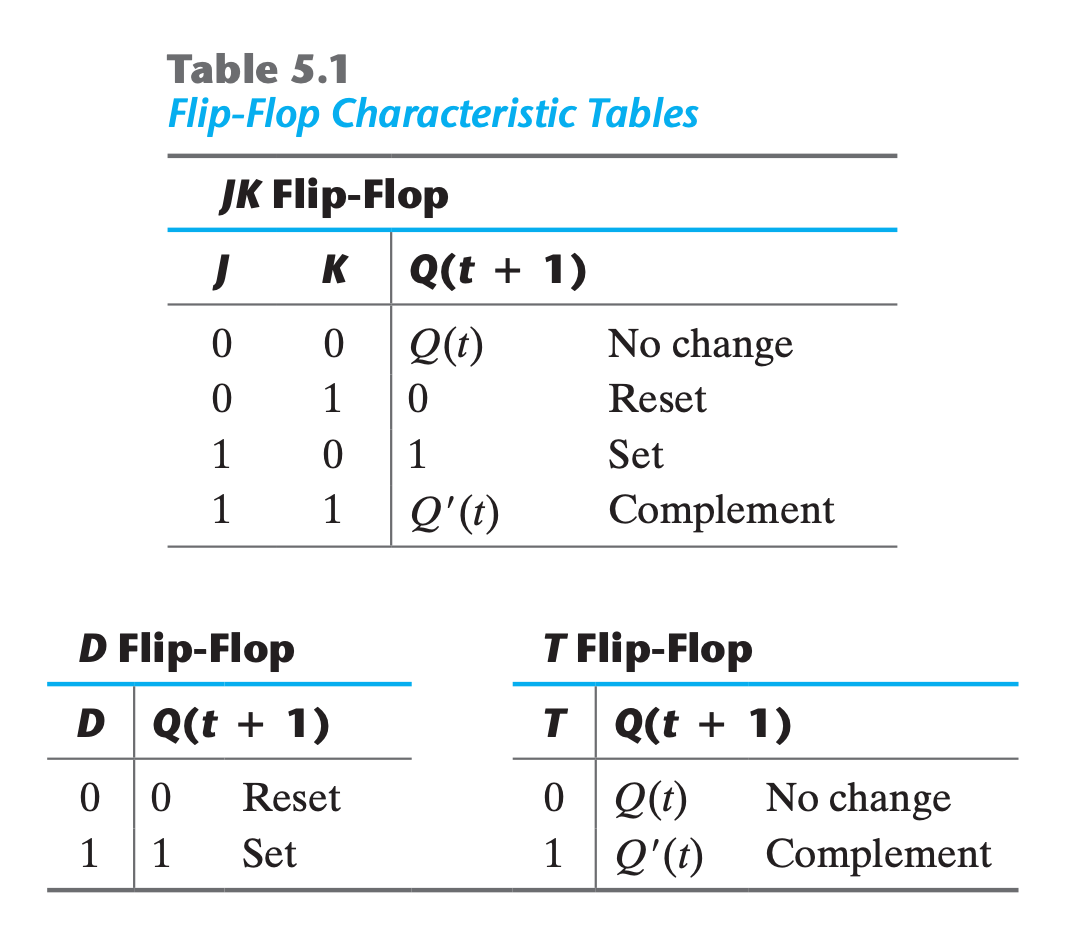 Table 5.1
Flip-Flop Characteristic Tables
JK Flip-Flop
J K Q(t + 1)
0 0 Q(t) No change
0 1 0 Reset
1 0 1 Set
1 1 Q′(t) Complement
D Flip-Flop
D Q(t + 1)
0 0 Reset
1 1 Set
T Flip-Flop
T Q(t + 1)
0 Q(t) No change
1 Q′(t) Complement